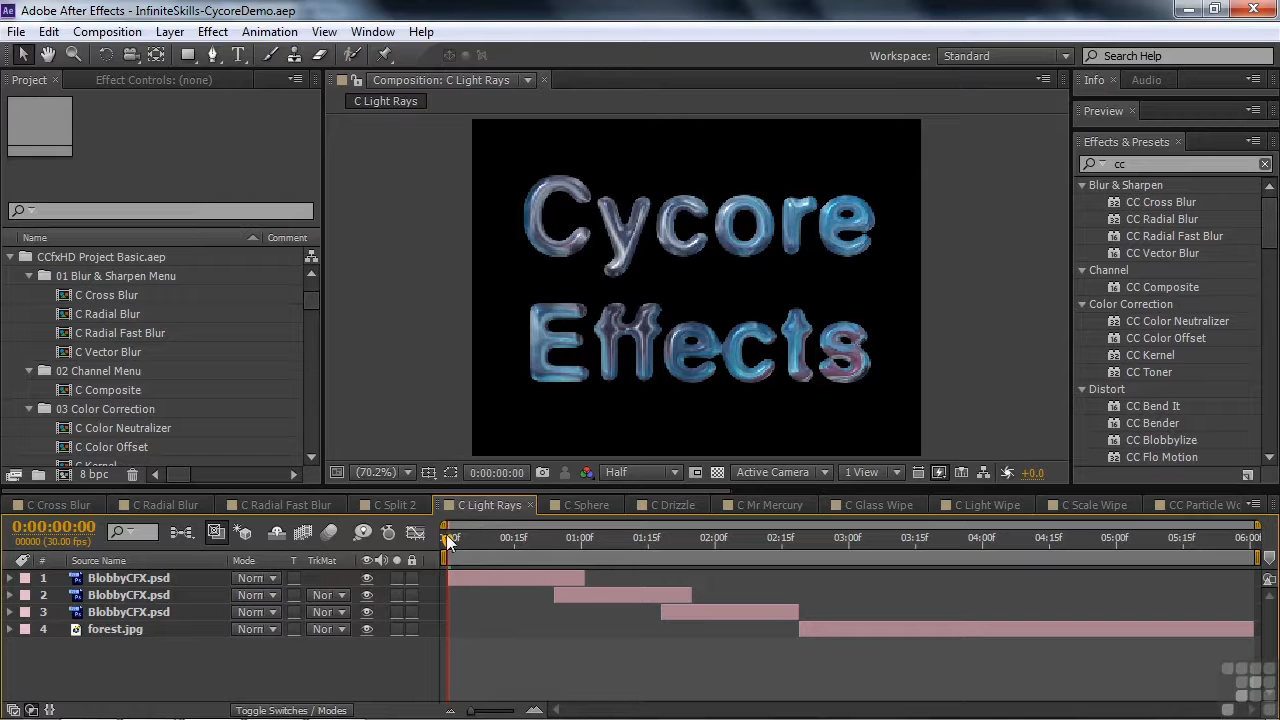 Adobe After Effects - InfiniteSkills-CycoreDemo.aep
File Edit Composition Layer Effect Animation View Window Help
Workspace: Standard Search Help
Project Effect Controls: (none) Composition: C Light Rays Info Audio
C Light Rays
Preview
Effects & Presets
cc
Name Comment
CCfxHD Project Basic.aep
01 Blur & Sharpen Menu
C Cross Blur
C Radial Blur
C Radial Fast Blur
C Vector Blur
02 Channel Menu
C Composite
03 Color Correction
C Color Neutralizer
C Color Offset
C Kernel
8 bpc
Cycore
Effects
(70.2%) 0:00:00:00 Half Active Camera 1 View +0.0
Blur & Sharpen
CC Cross Blur
CC Radial Blur
CC Radial Fast Blur
CC Vector Blur
Channel
CC Composite
Color Correction
CC Color Neutralizer
CC Color Offset
CC Kernel
CC Toner
Distort
CC Bend It
CC Bender
CC Blobbylize
CC Flo Motion
C Cross Blur C Radial Blur C Radial Fast Blur C Split 2 C Light Rays C Sphere C Drizzle C Mr Mercury C Glass Wipe C Light Wipe C Scale Wipe CC Particle Wo
0:00:00:00
00000 (30.00 fps)
00:15f 01:00f 01:15f 02:00f 02:15f 03:00f 03:15f 04:00f 04:15f 05:00f 05:15f 06:00f
# Source Name Mode T TrkMat
1 BlobbyCFX.psd Norn
2 BlobbyCFX.psd Norn Nor
3 BlobbyCFX.psd Norn Nor
4 forest.jpg Norn Nor
Toggle Switches / Modes